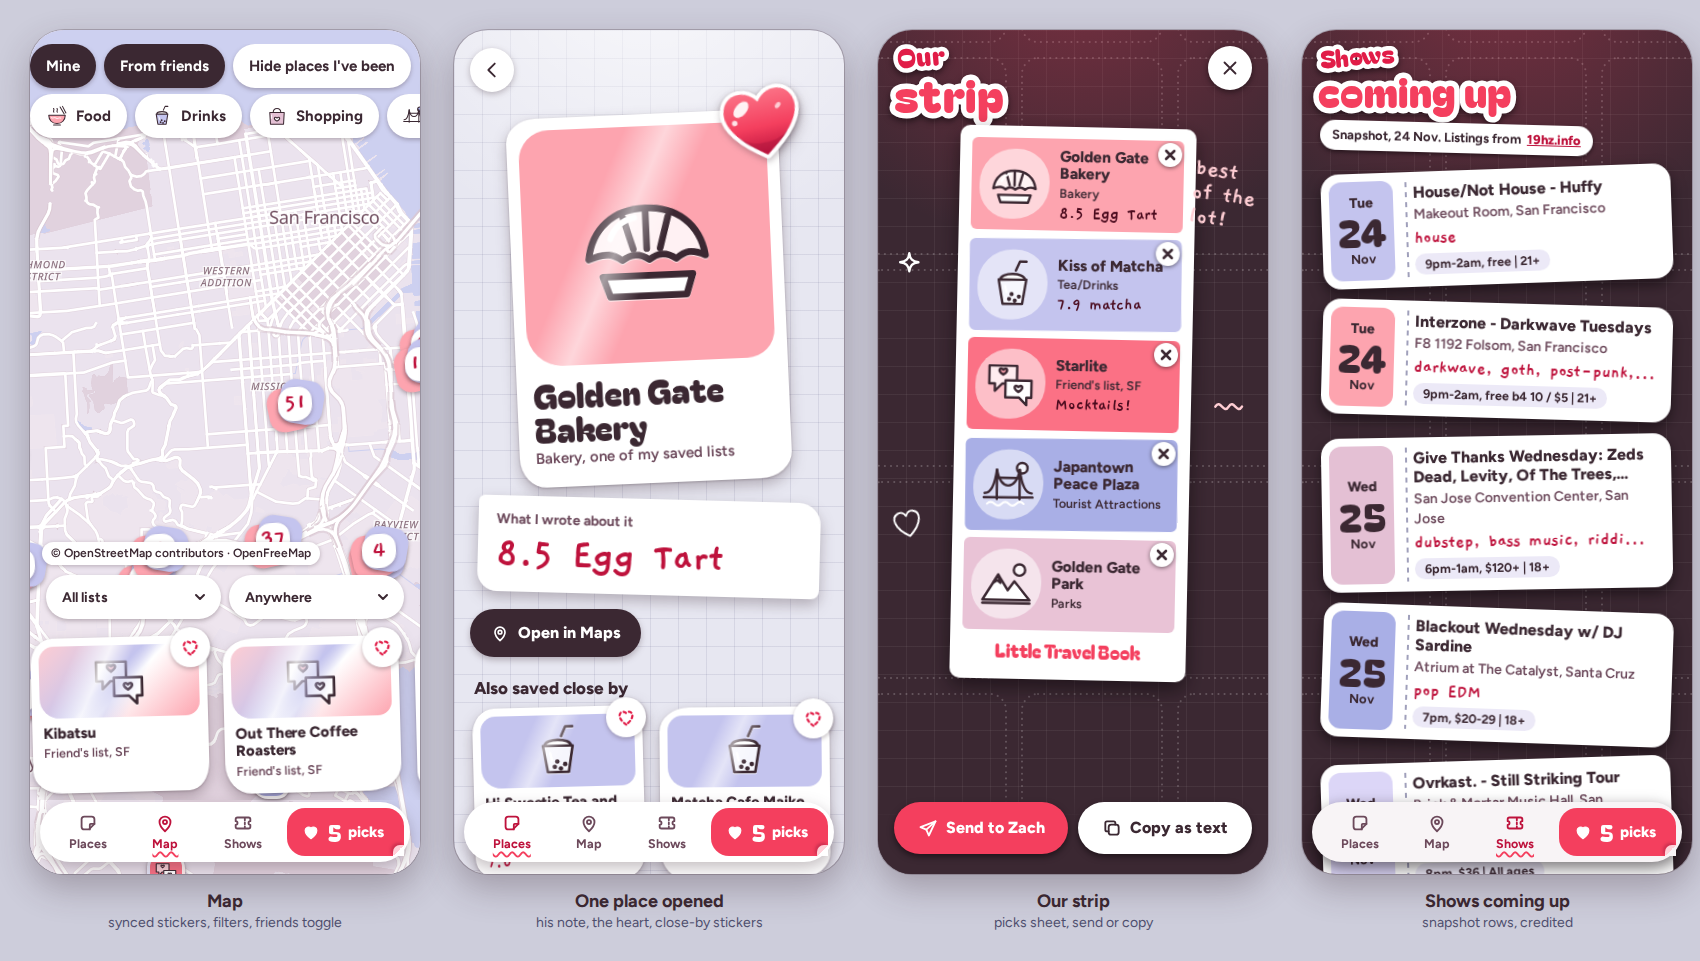 Mine
From friends
Hide places I've been
Food
Drinks
Shopping
San Francisco
WESTERN
ADDITION
51
37
4
BAYVIEW
© OpenStreetMap contributors · OpenFreeMap
All lists
Anywhere
Kibatsu
Friend's list, SF
Out There Coffee
Roasters
Friend's list, SF
Places
Map
Shows
5 picks
Map
synced stickers, filters, friends toggle
Golden Gate
Bakery
Bakery, one of my saved lists
What I wrote about it
8.5 Egg Tart
Open in Maps
Also saved close by
Places
Map
Shows
5 picks
One place opened
his note, the heart, close-by stickers
Our
strip
best
of the
Golden Gate
Bakery
Bakery
8.5 Egg Tart
Kiss of Matcha
Tea/Drinks
7.9 matcha
Starlite
Friend's list, SF
Mocktails!
Japantown
Peace Plaza
Tourist Attractions
Golden Gate
Park
Parks
Little Travel Book
Send to Zach
Copy as text
Our strip
picks sheet, send or copy
Shows
coming up
Snapshot, 24 Nov. Listings from 19hz.info
Tue
24
Nov
House/Not House - Huffy
Makeout Room, San Francisco
house
9pm-2am, free | 21+
Tue
24
Nov
Interzone - Darkwave Tuesdays
F8 1192 Folsom, San Francisco
darkwave, goth, post-punk,...
9pm-2am, free b4 10 / $5 | 21+
Wed
25
Nov
Give Thanks Wednesday: Zeds
Dead, Levity, Of The Trees,...
San Jose Convention Center, San
Jose
dubstep, bass music, riddi...
6pm-1am, $120+ | 18+
Wed
25
Nov
Blackout Wednesday w/ DJ
Sardine
Atrium at The Catalyst, Santa Cruz
pop EDM
7pm, $20-29 | 18+
Ovrkast. - Still Striking Tour
Places
Map
Shows
5 picks
Shows coming up
snapshot rows, credited